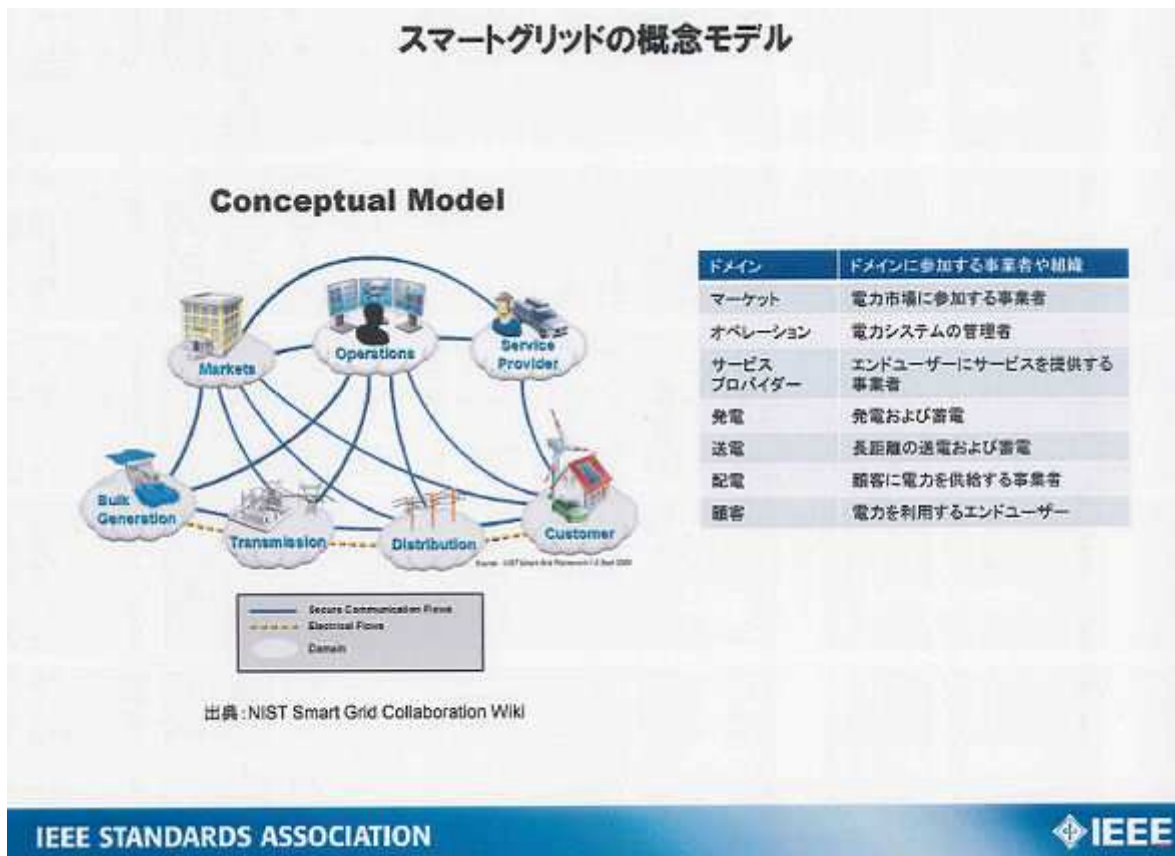 スマートグリッドの概念モデル
Conceptual Model
Markets
Operations
Service
Provider
Bulk
Generation
Transmission
Distribution
Customer
Secure Communication Flows
Electrical Flows
Domain
出典：NIST Smart Grid Collaboration Wiki
ドメイン ドメインに参加する事業者や組織
マーケット 電力市場に参加する事業者
オペレーション 電力システムの管理者
サービス エンドユーザーにサービスを提供する
プロバイダー 事業者
発電 発電および蓄電
送電 長距離の送電および蓄電
配電 顧客に電力を供給する事業者
顧客 電力を利用するエンドユーザー
IEEE STANDARDS ASSOCIATION
IEEE